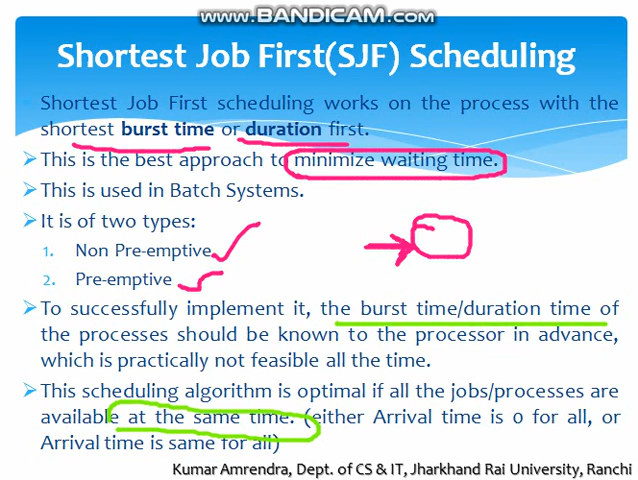 www.BANDICAM.com
Shortest Job First(SJF) Scheduling
Shortest Job First scheduling works on the process with the
shortest burst time or duration first.
This is the best approach to minimize waiting time.
This is used in Batch Systems.
It is of two types:
1. Non Pre-emptive
2. Pre-emptive
To successfully implement it, the burst time/duration time of
the processes should be known to the processor in advance,
which is practically not feasible all the time.
This scheduling algorithm is optimal if all the jobs/processes are
available at the same time. (either Arrival time is 0 for all, or
Arrival time is same for all)
Kumar Amrendra, Dept. of CS & IT, Jharkhand Rai University, Ranchi